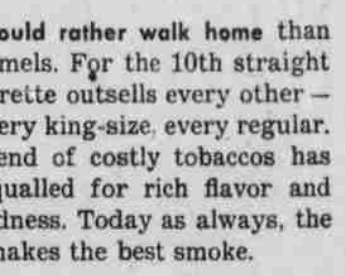 ould rather walk home than
mels. For the 10th straight
rette outsells every other —
ery king-size, every regular.
end of costly tobaccos has
qualled for rich flavor and
dness. Today as always, the
makes the best smoke.